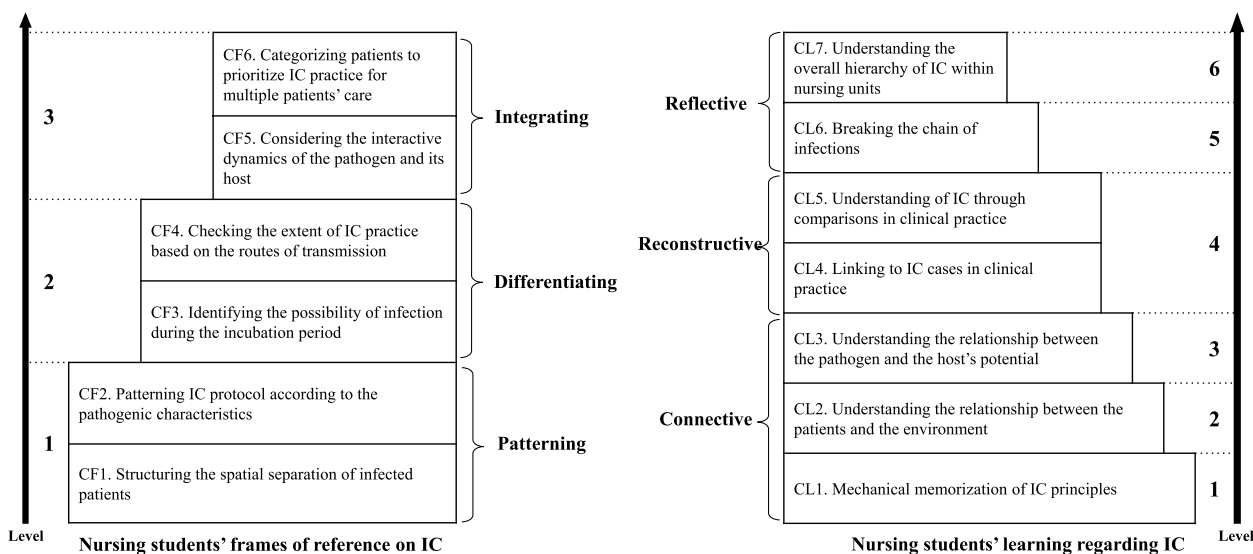 CF6. Categorizing patients to
prioritize IC practice for
multiple patients' care
CF5. Considering the interactive
dynamics of the pathogen and its
host
3
Integrating
CF4. Checking the extent of IC practice
based on the routes of transmission
CF3. Identifying the possibility of infection
during the incubation period
2
Differentiating
CF2. Patterning IC protocol according to the
pathogenic characteristics
CF1. Structuring the spatial separation of infected
patients
1
Patterning
Level
Nursing students' frames of reference on IC
Reflective
CL7. Understanding the
overall hierarchy of IC within
nursing units
6
CL6. Breaking the chain of
infections
5
Reconstructive
CL5. Understanding of IC through
comparisons in clinical practice
CL4. Linking to IC cases in clinical
practice
4
Connective
CL3. Understanding the relationship between
the pathogen and the host's potential
3
CL2. Understanding the relationship between the
patients and the environment
2
CL1. Mechanical memorization of IC principles
1
Level
Nursing students' learning regarding IC